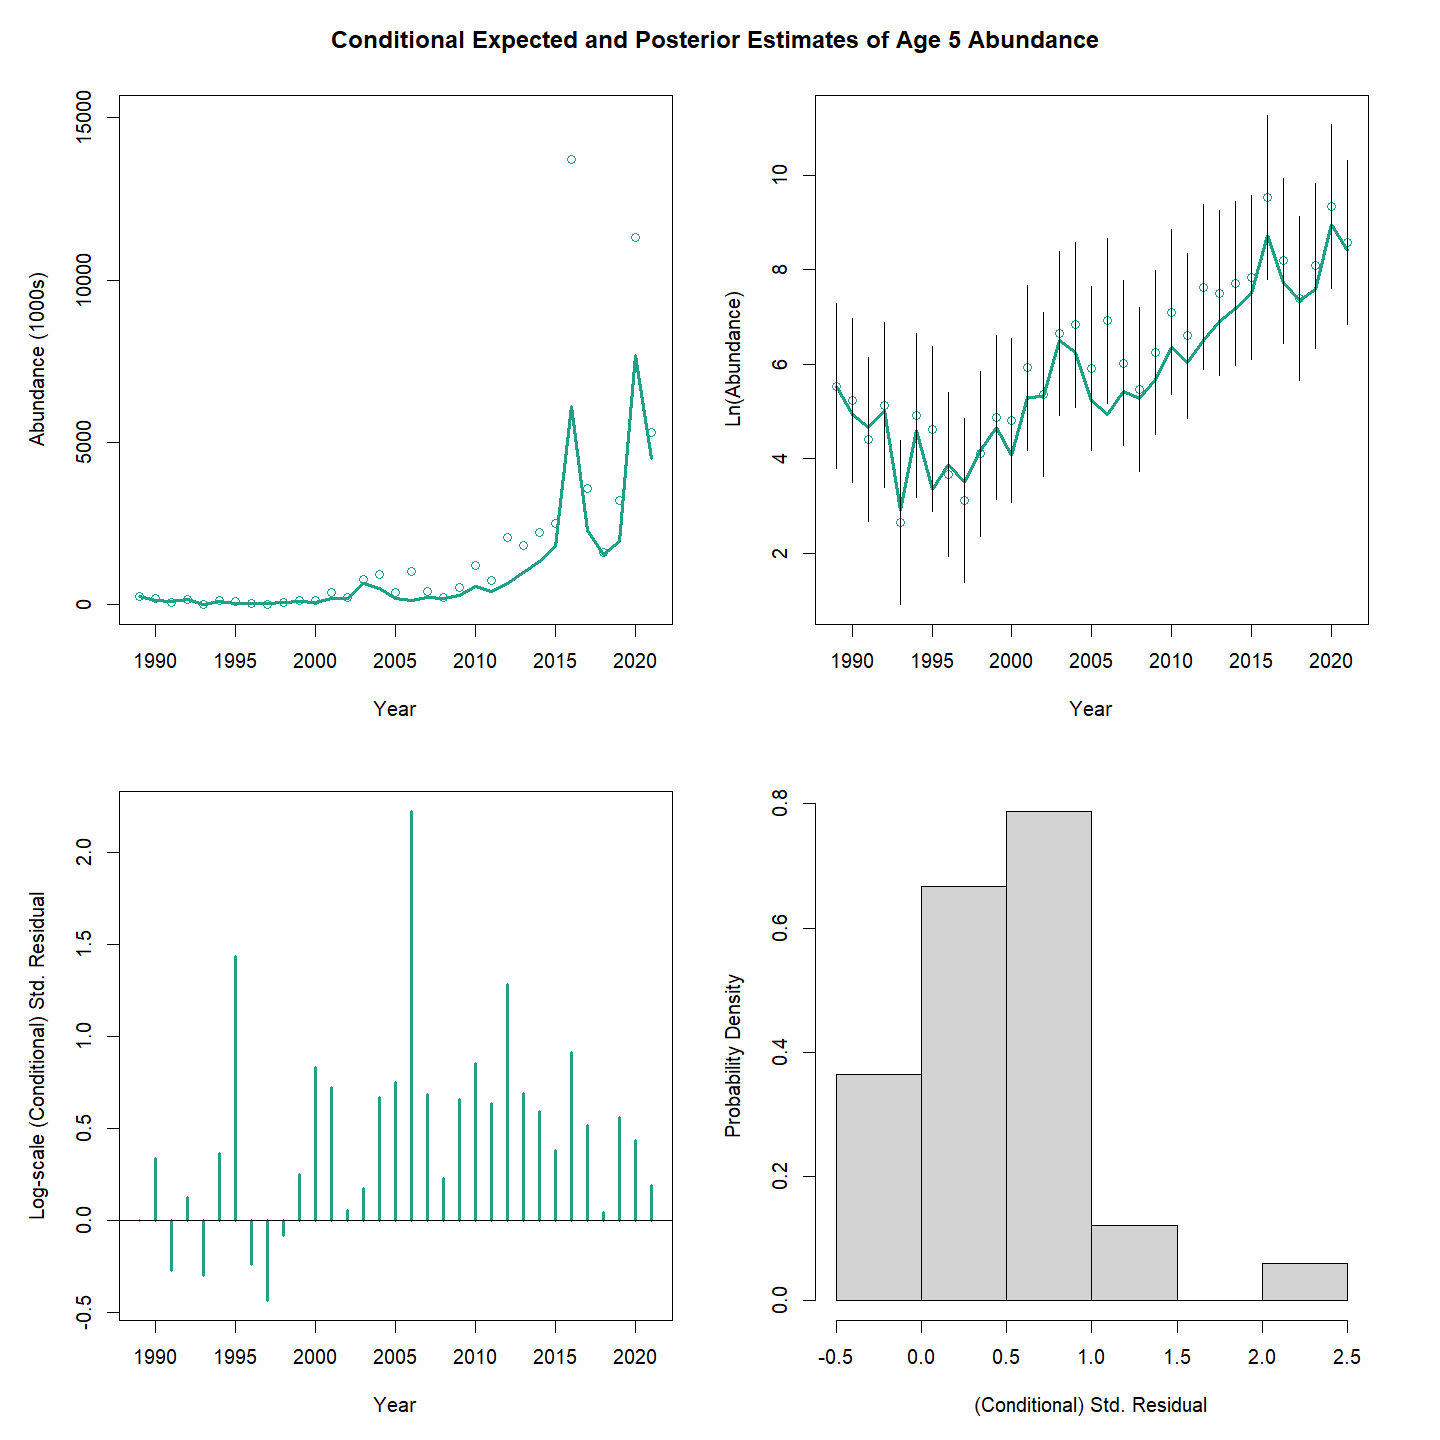 Conditional Expected and Posterior Estimates of Age 5 Abundance
Abundance (1000s)
15000
10000
5000
0
1990 1995 2000 2005 2010 2015 2020
Year
Ln(Abundance)
10
8
6
4
2
1990 1995 2000 2005 2010 2015 2020
Year
Log-scale (Conditional) Std. Residual
2.0
1.5
1.0
0.5
0.0
-0.5
1990 1995 2000 2005 2010 2015 2020
Year
Probability Density
0.8
0.6
0.4
0.2
0.0
-0.5 0.0 0.5 1.0 1.5 2.0 2.5
(Conditional) Std. Residual